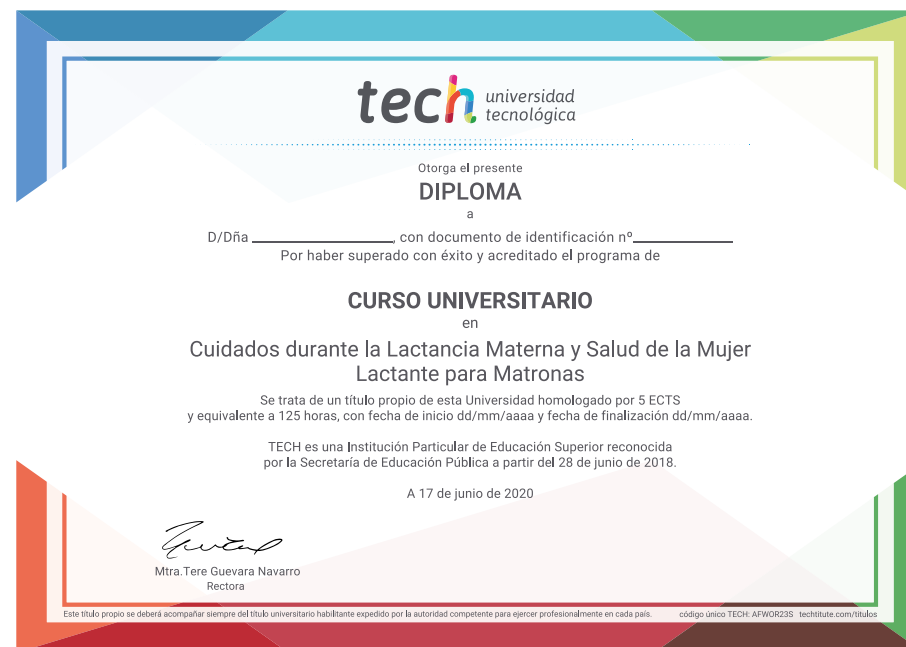 tech universidad
tecnológica
Otorga el presente
DIPLOMA
a
D/Dña ____________________, con documento de identificación nº______________
Por haber superado con éxito y acreditado el programa de
CURSO UNIVERSITARIO
en
Cuidados durante la Lactancia Materna y Salud de la Mujer
Lactante para Matronas
Se trata de un título propio de esta Universidad homologado por 5 ECTS
y equivalente a 125 horas, con fecha de inicio dd/mm/aaaa y fecha de finalización dd/mm/aaaa.
TECH es una Institución Particular de Educación Superior reconocida
por la Secretaría de Educación Pública a partir del 28 de junio de 2018.
A 17 de junio de 2020
Mtra.Tere Guevara Navarro
Rectora
Este título propio se deberá acompañar siempre del título universitario habilitante expedido por la autoridad competente para ejercer profesionalmente en cada país. código único TECH: AFWOR23S techtitute.com/titulos